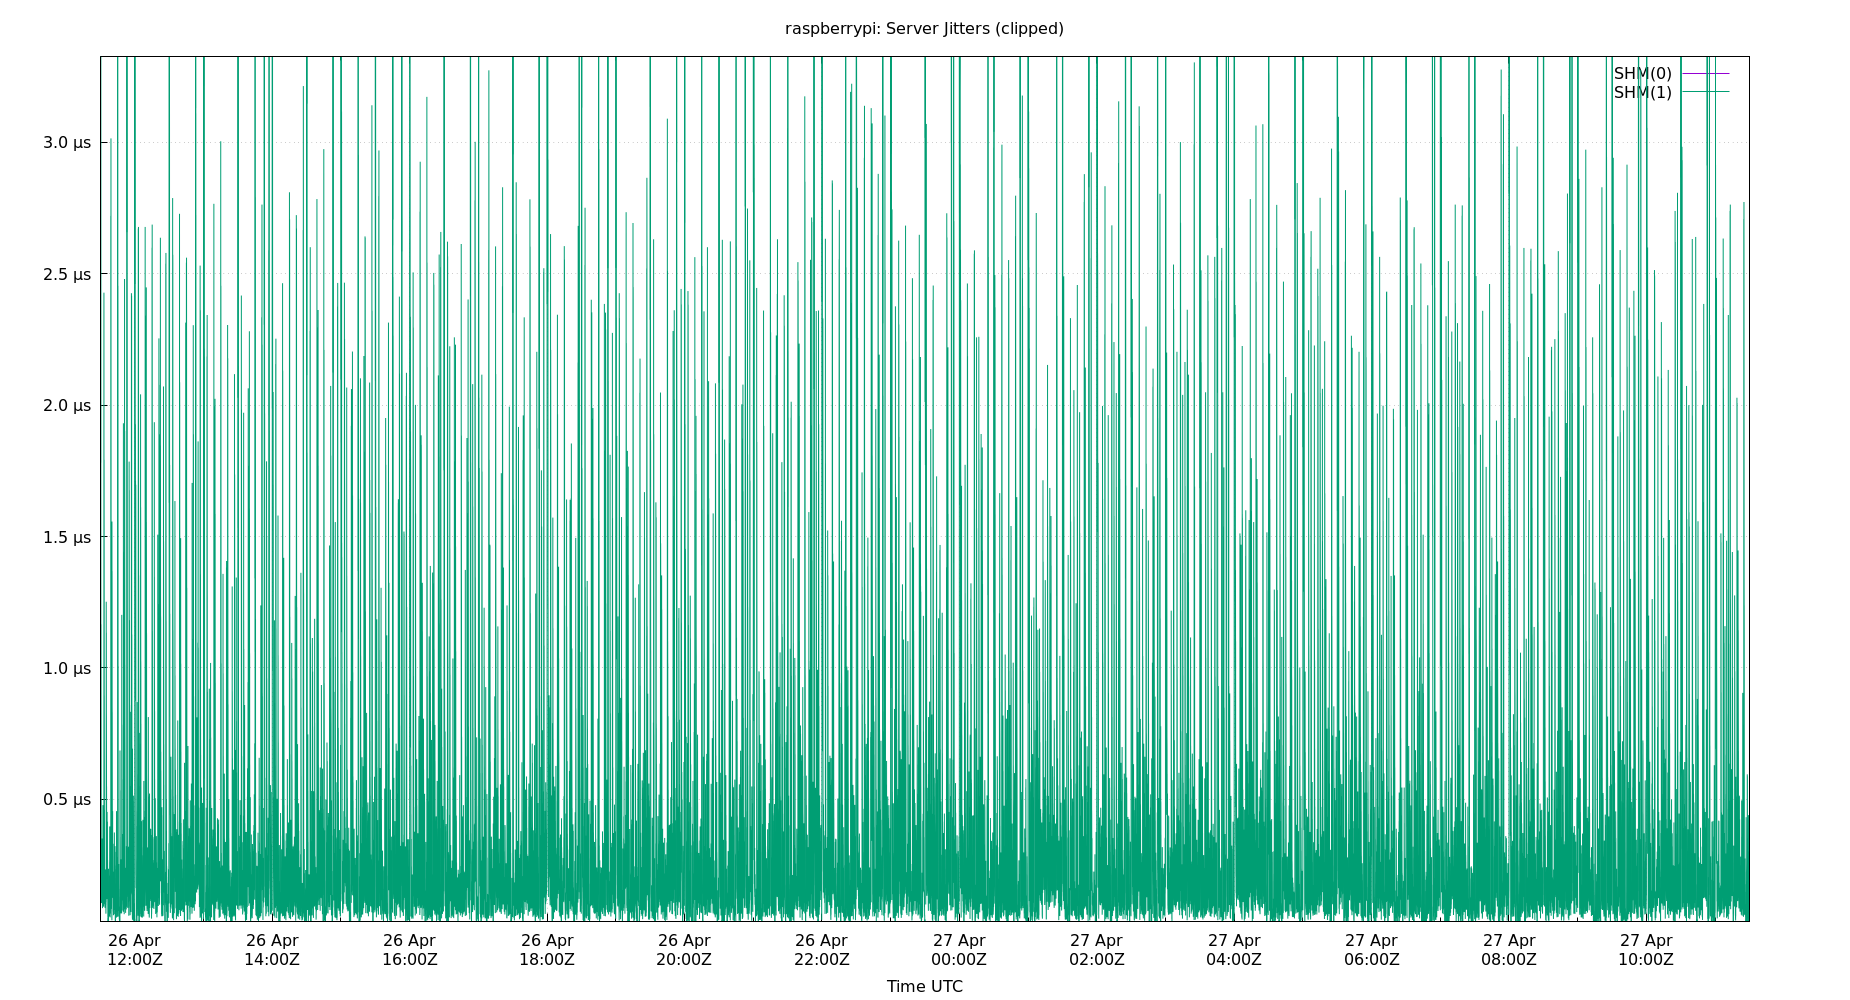 raspberrypi: Server Jitters (clipped)
SHM(0)
SHM(1)
3.0 µs
2.5 µs
2.0 µs
1.5 µs
1.0 µs
0.5 µs
26 Apr 26 Apr 26 Apr 26 Apr 26 Apr 26 Apr 27 Apr 27 Apr 27 Apr 27 Apr 27 Apr 27 Apr
12:00Z 14:00Z 16:00Z 18:00Z 20:00Z 22:00Z 00:00Z 02:00Z 04:00Z 06:00Z 08:00Z 10:00Z
Time UTC